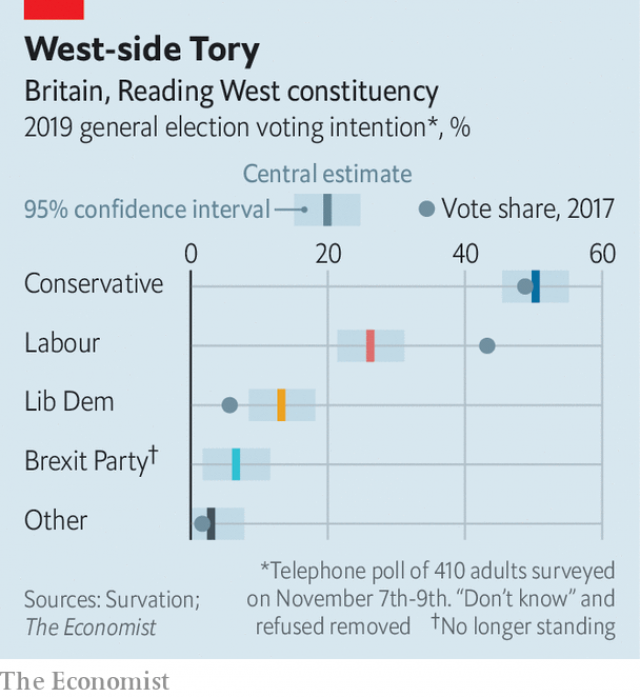 West-side Tory
Britain, Reading West constituency
2019 general election voting intention*, %
Central estimate
95% confidence interval
Vote share, 2017
0 20 40 60
Conservative
Labour
Lib Dem
Brexit Party†
Other
Sources: Survation;
The Economist
*Telephone poll of 410 adults surveyed
on November 7th-9th. “Don’t know” and
refused removed †No longer standing
The Economist